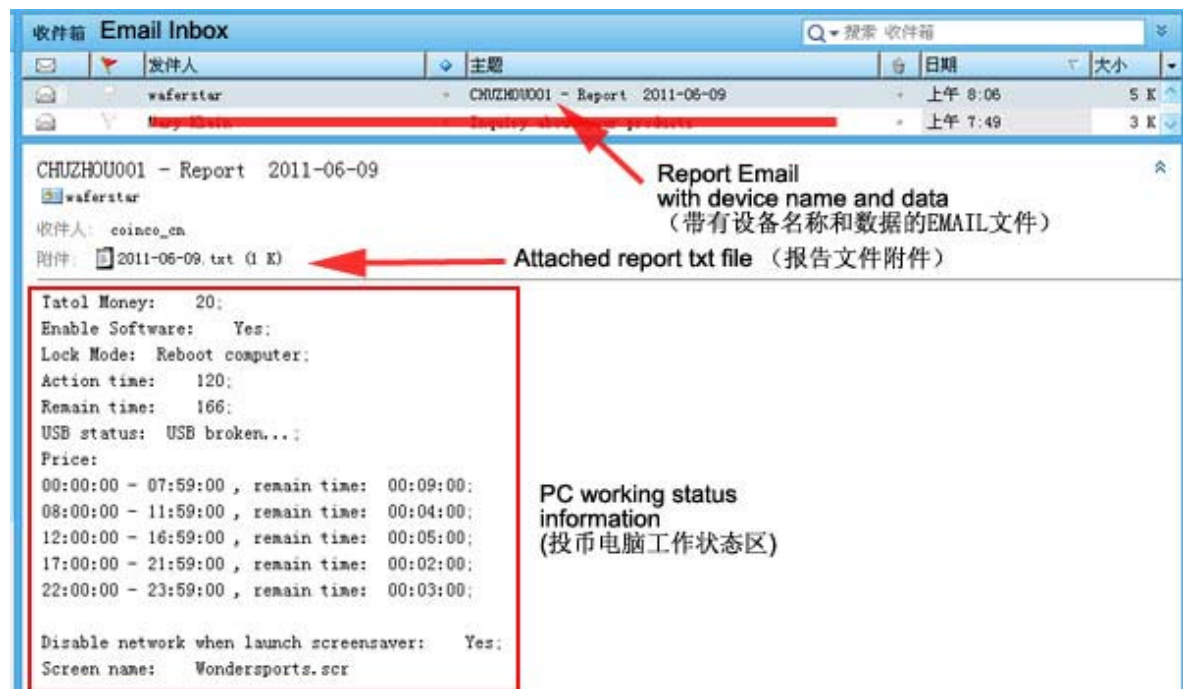 收件箱 Email Inbox 搜索 收件箱
发件人 主题 日期 大小
waferstar CHUZHOU001 - Report 2011-06-09 上午 8:06 5 K
上午 7:49 3 K
CHUZHOU001 - Report 2011-06-09
waferstar
收件人: coinco_cn
附件: 2011-06-09.txt (1 K)
Report Email
with device name and data
（带有设备名称和数据的EMAIL文件）
Attached report txt file （报告文件附件）
Tatol Money: 20;
Enable Software: Yes;
Lock Mode: Reboot computer;
Action time: 120;
Remain time: 166;
USB status: USB broken...;
Price:
00:00:00 - 07:59:00 , remain time: 00:09:00;
08:00:00 - 11:59:00 , remain time: 00:04:00;
12:00:00 - 16:59:00 , remain time: 00:05:00;
17:00:00 - 21:59:00 , remain time: 00:02:00;
22:00:00 - 23:59:00 , remain time: 00:03:00;
Disable network when launch screensaver: Yes;
Screen name: Wondersports.scr
PC working status
information
(投币电脑工作状态区)